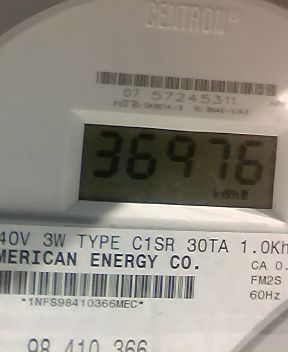 CENTRON®
07 57245311
36976
kWh
40V 3W TYPE C1SR 30TA 1.0Kh
MERICAN ENERGY CO.
CA 0.
FM2S
60Hz
*1NFS98410366MEC*
98 410 366